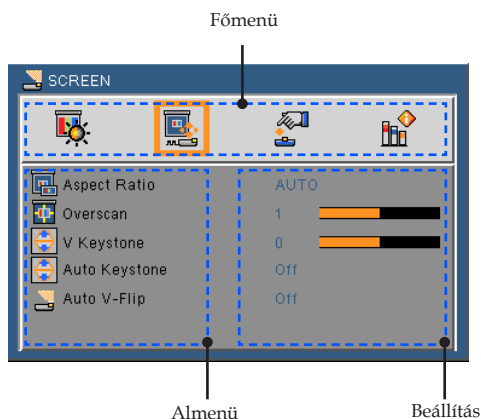 Főmenü
SCREEN
Aspect Ratio AUTO
Overscan 1
V Keystone 0
Auto Keystone Off
Auto V-Flip Off
Almenü Beállítás